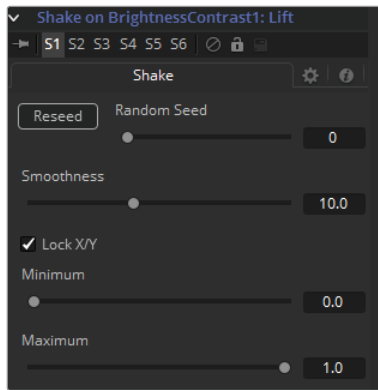 Shake on BrightnessContrast1: Lift
S1 S2 S3 S4 S5 S6
Shake
Reseed Random Seed
0
Smoothness
10.0
Lock X/Y
Minimum
0.0
Maximum
1.0